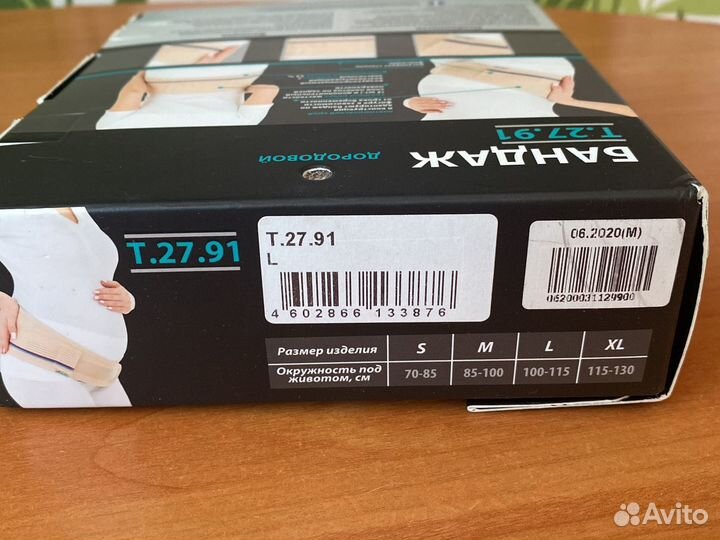 БАНДАЖ
Т.27.91
ДОРОДОВОЙ
Т.27.91
Т.27.91
L
4 602866 133876
06.2020(М)
06200031129900
Размер изделия S M L XL
Окружность под животом, см 70-85 85-100 100-115 115-130
Avito